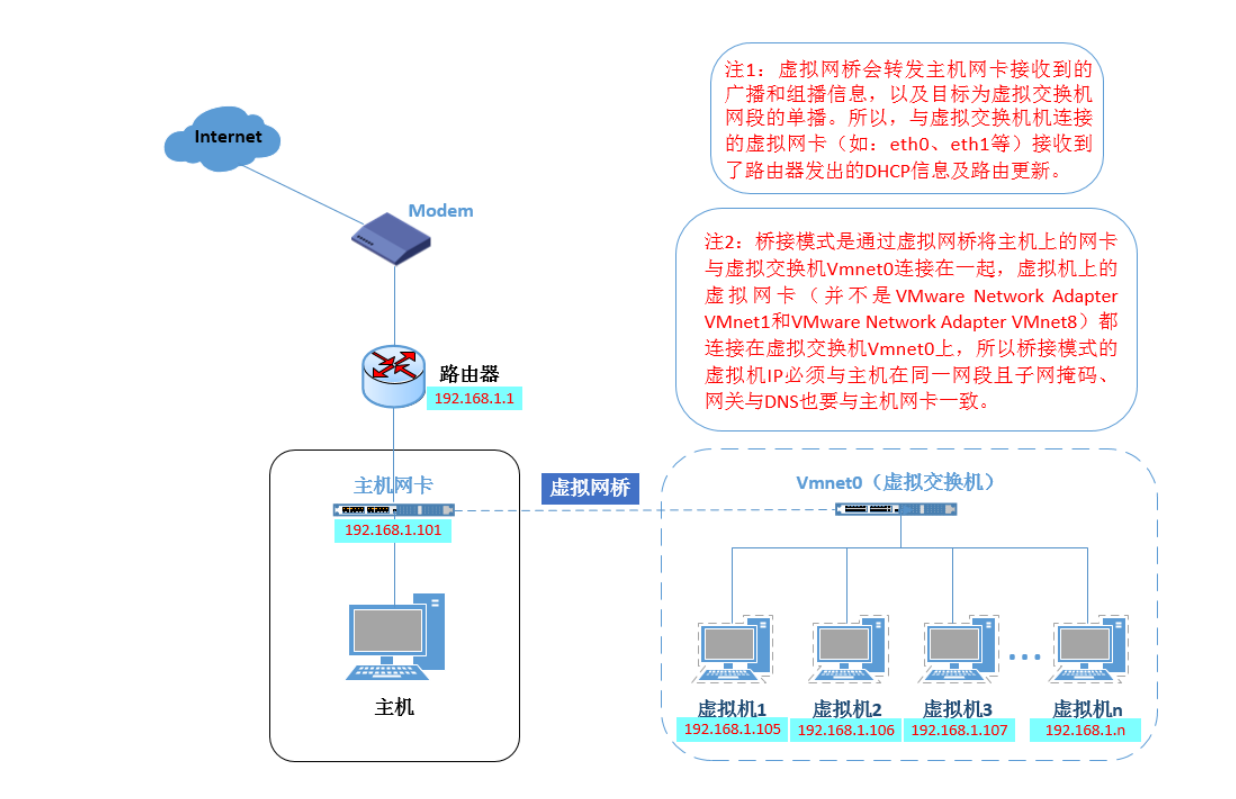 Internet
Modem
路由器
192.168.1.1
注1：虚拟网桥会转发主机网卡接收到的
广播和组播信息，以及目标为虚拟交换机
网段的单播。所以，与虚拟交换机机连接
的虚拟网卡（如：eth0、eth1等）接收到
了路由器发出的DHCP信息及路由更新。
注2：桥接模式是通过虚拟网桥将主机上的网卡
与虚拟交换机Vmnet0连接在一起，虚拟机上的
虚拟网卡（并不是VMware Network Adapter
VMnet1和VMware Network Adapter VMnet8）都
连接在虚拟交换机Vmnet0上，所以桥接模式的
虚拟机IP必须与主机在同一网段且子网掩码、
网关与DNS也要与主机网卡一致。
主机网卡
192.168.1.101
虚拟网桥
Vmnet0（虚拟交换机）
主机
虚拟机1
192.168.1.105
虚拟机2
192.168.1.106
虚拟机3
192.168.1.107
...
虚拟机n
192.168.1.n